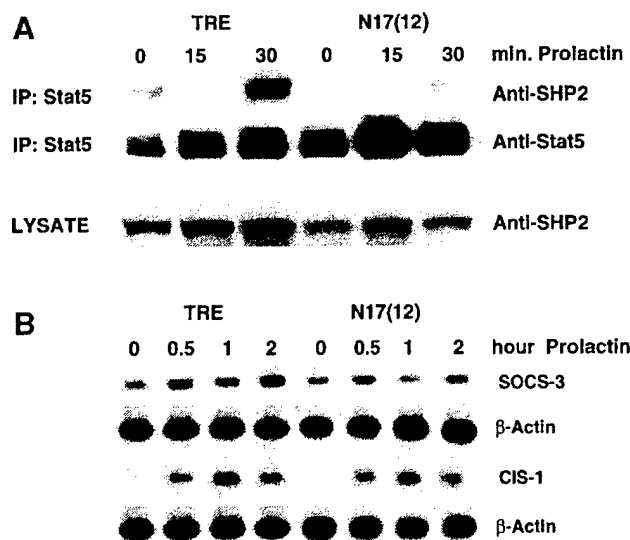 A
TRE N17(12)
0 15 30 0 15 30 min. Prolactin
IP: Stat5 Anti-SHP2
IP: Stat5 Anti-Stat5
LYSATE Anti-SHP2
B
TRE N17(12)
0 0.5 1 2 0 0.5 1 2 hour Prolactin
SOCS-3
β-Actin
CIS-1
β-Actin